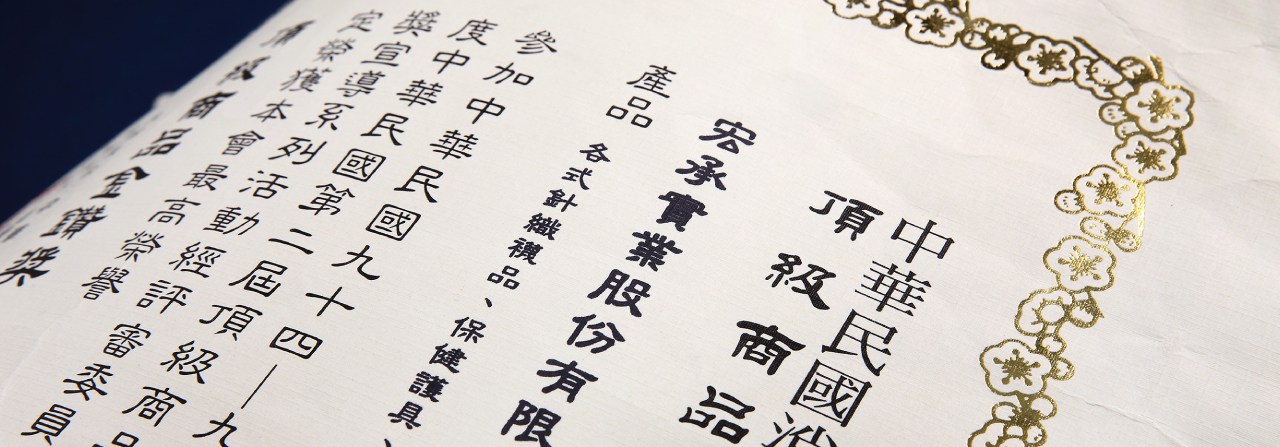 中華民國
頂級商品
宏承實業股份有限
產品 各式針織襪品、保健護具、
參加中華民國九十四—九
度中華民國第二屆頂級商品
獎宣導系列活動經評審委員
定榮獲本會最高榮譽
頂級商品金鑽獎